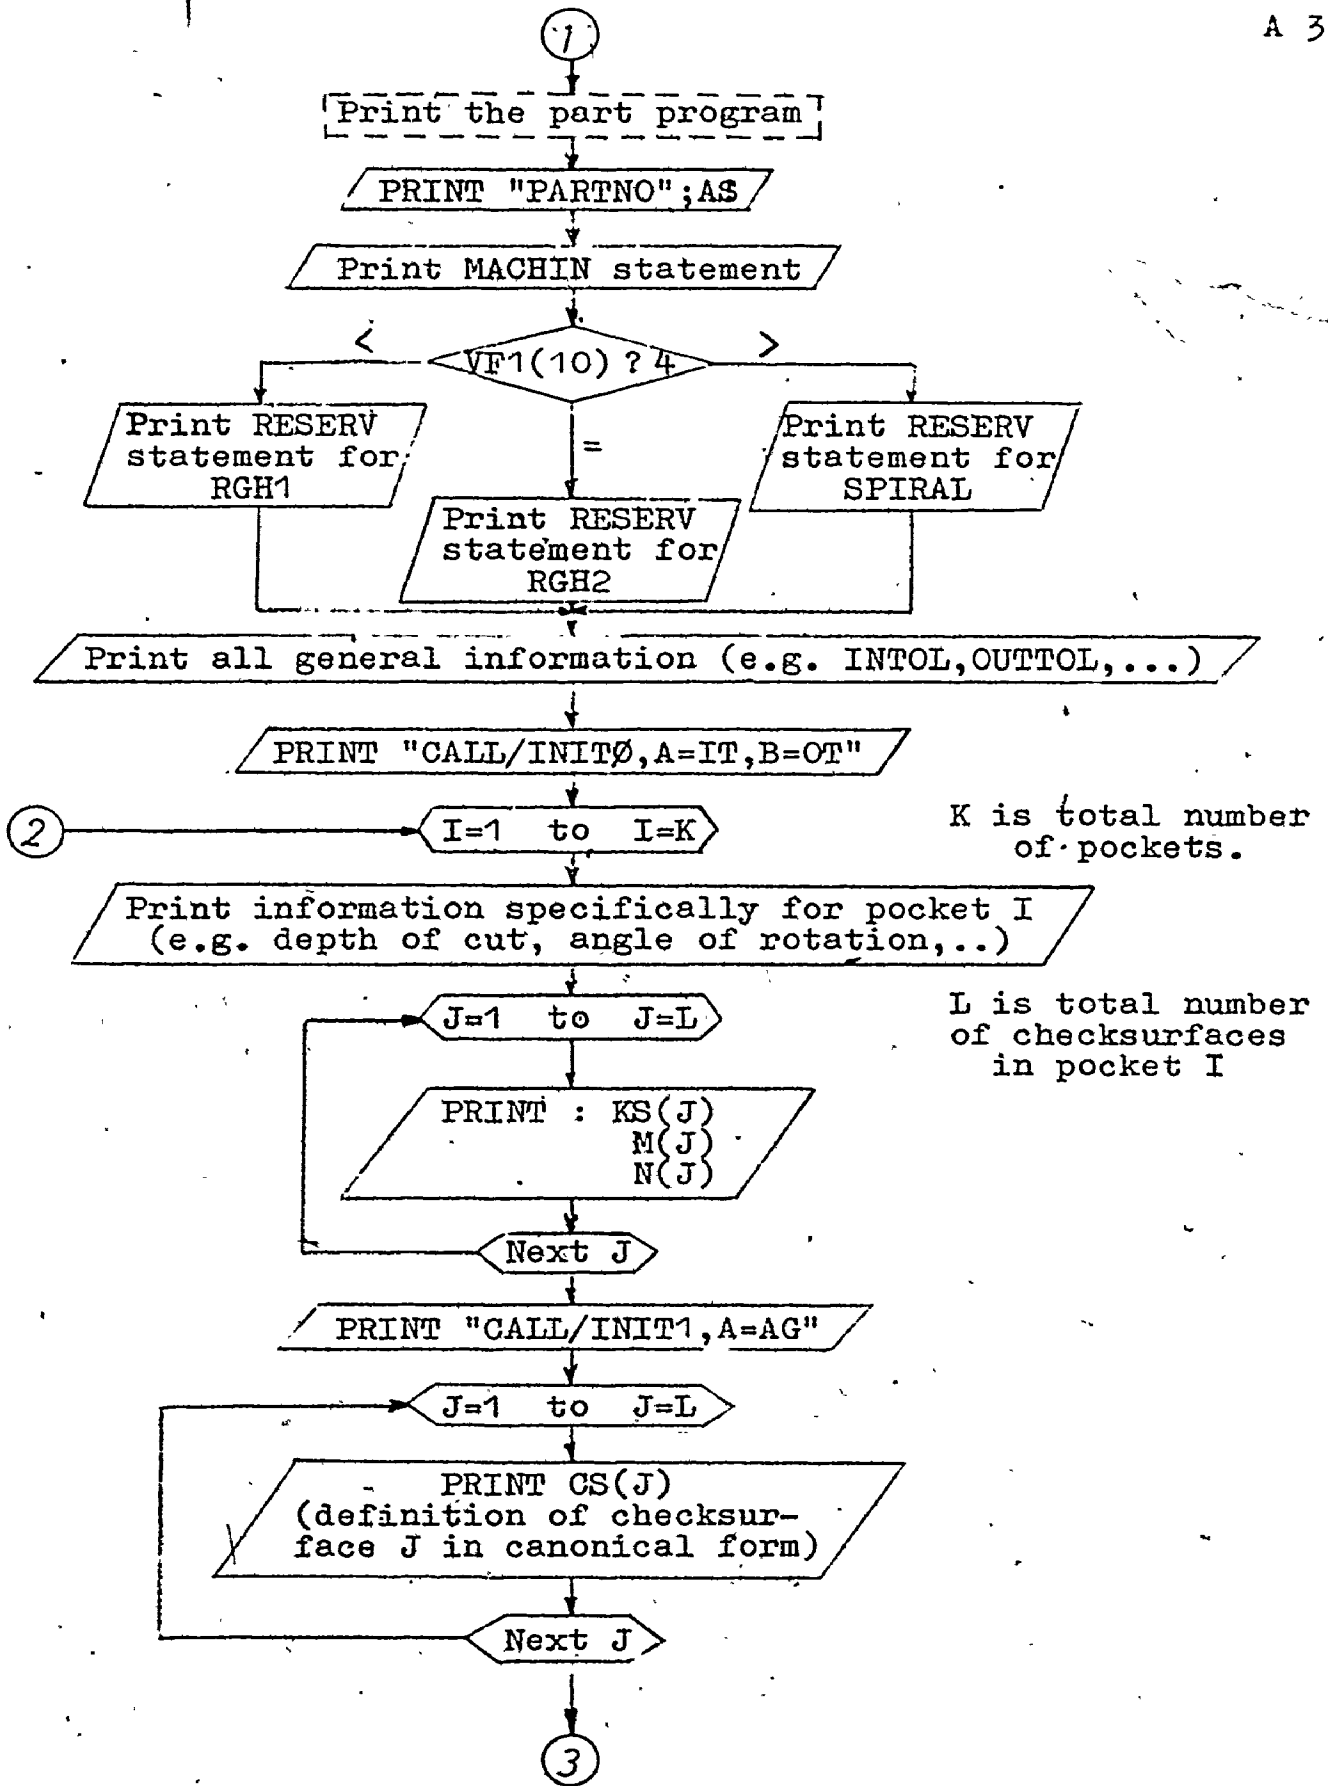 A 3
1
Print the part program
PRINT "PARTNO";AS
Print MACHIN statement
<
VF1(10) ? 4
>
Print RESERV
statement for
RGH1
=
Print RESERV
statement for
RGH2
Print RESERV
statement for
SPIRAL
Print all general information (e.g. INTOL,OUTTOL,...)
PRINT "CALL/INITØ,A=IT,B=OT"
2
I=1 to I=K
K is total number
of pockets.
Print information specifically for pocket I
(e.g. depth of cut, angle of rotation,..)
J=1 to J=L
L is total number
of checksurfaces
in pocket I
PRINT : KS(J)
M(J)
N(J)
Next J
PRINT "CALL/INIT1,A=AG"
J=1 to J=L
PRINT CS(J)
(definition of checksur-
face J in canonical form)
Next J
3